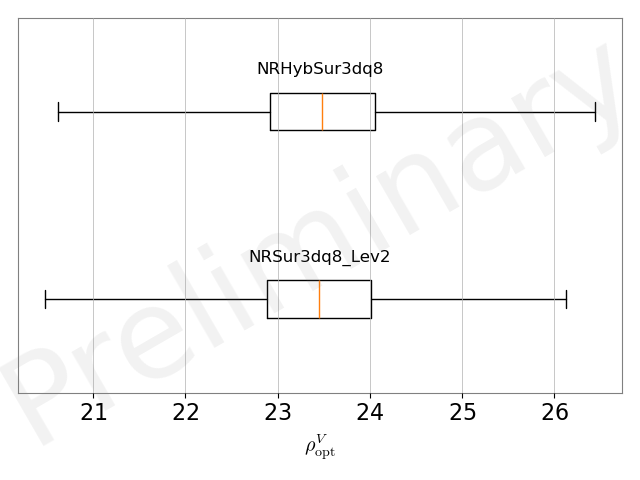 NRHybSur3dq8
NRSur3dq8_Lev2
Preliminary
21 22 23 24 25 26
ρ^V_opt